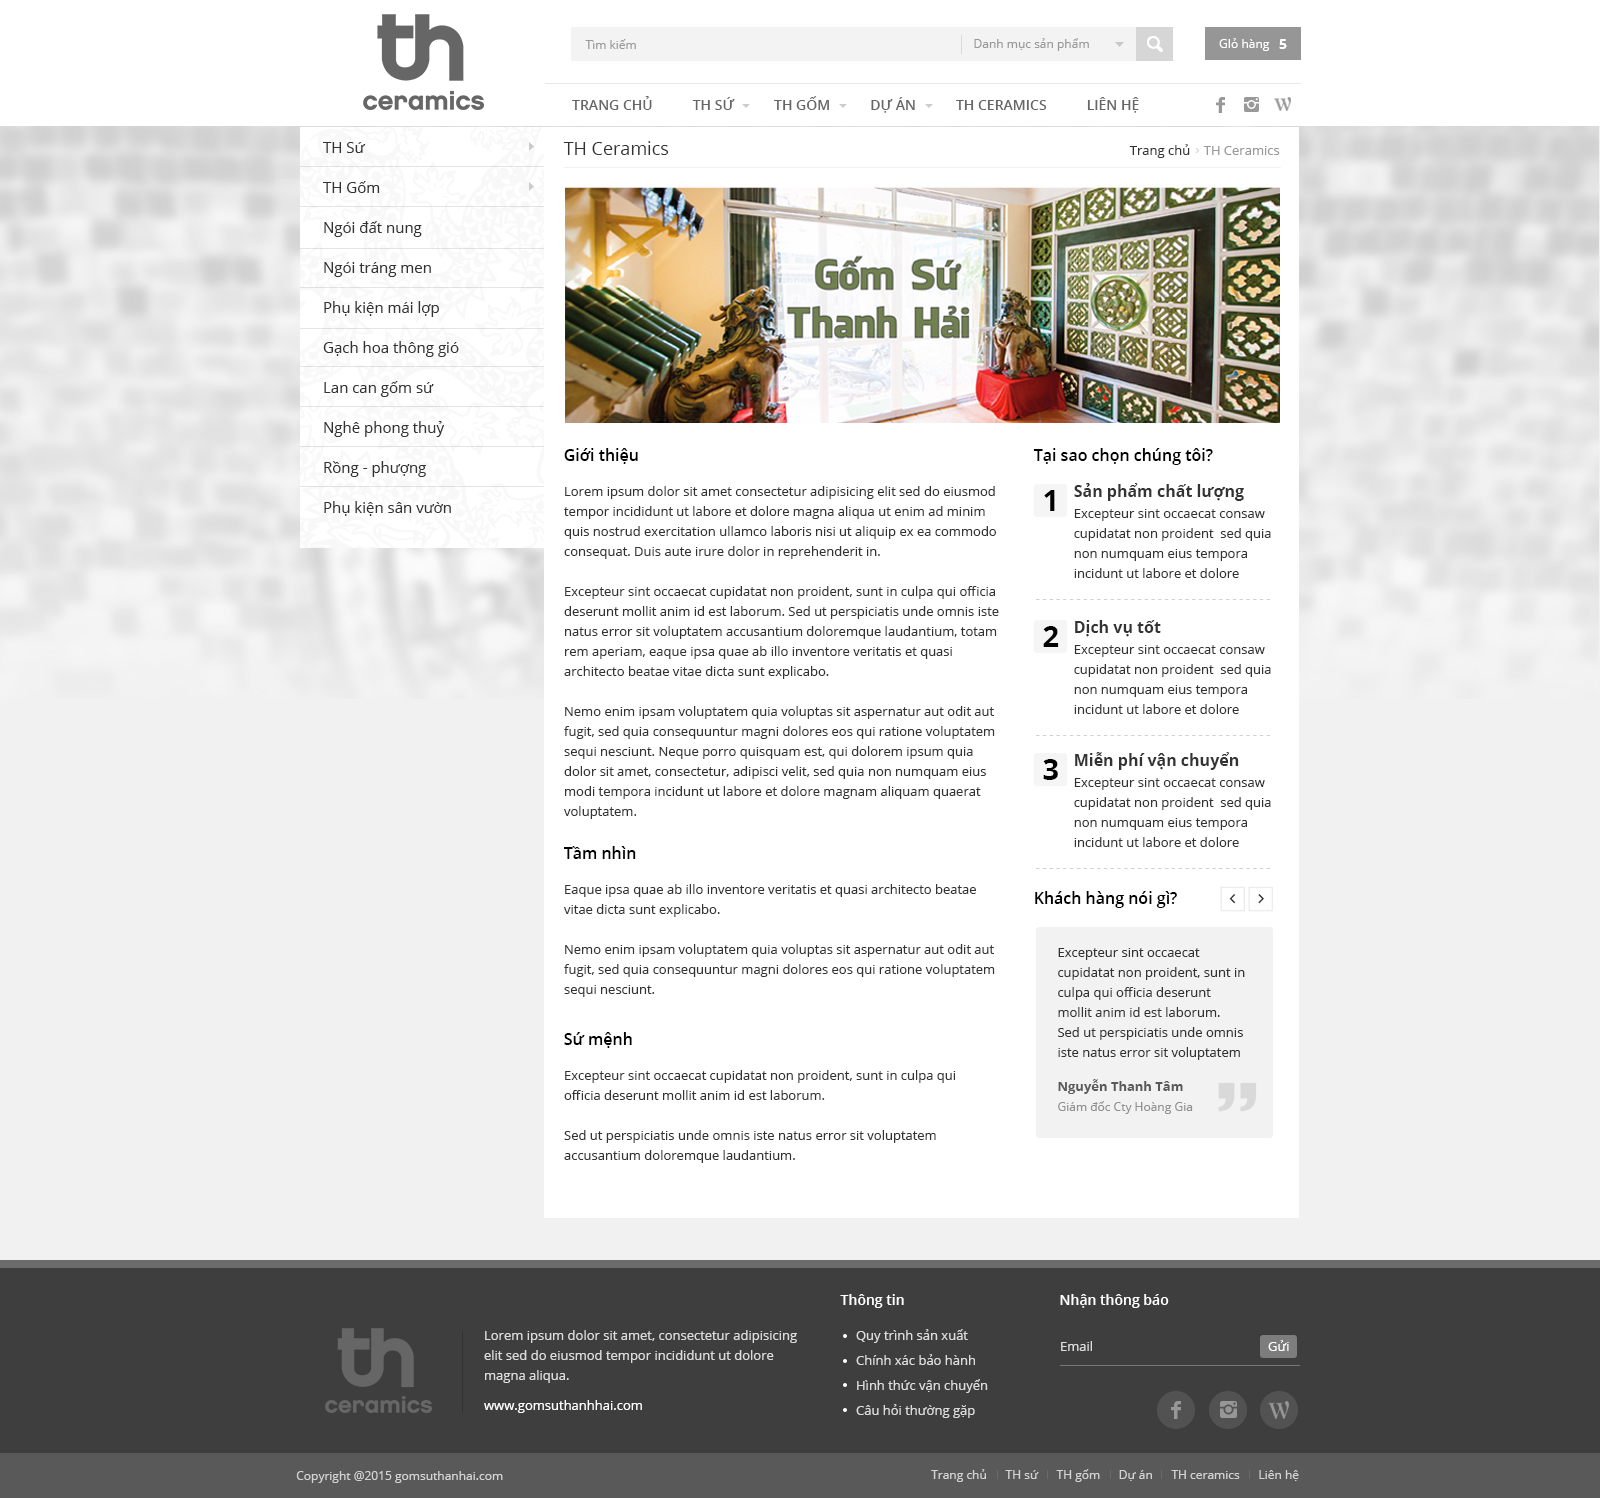 th
ceramics
Tìm kiếm
Danh mục sản phẩm
Giỏ hàng 5
TRANG CHỦ
TH SỨ
TH GỐM
DỰ ÁN
TH CERAMICS
LIÊN HỆ
TH Sứ
TH Gốm
Ngói đất nung
Ngói tráng men
Phụ kiện mái lợp
Gạch hoa thông gió
Lan can gốm sứ
Nghê phong thuỷ
Rồng - phượng
Phụ kiện sân vườn
TH Ceramics
Trang chủ › TH Ceramics
Gốm Sứ
Thanh Hải
Giới thiệu
Lorem ipsum dolor sit amet consectetur adipisicing elit sed do eiusmod
tempor incididunt ut labore et dolore magna aliqua ut enim ad minim
quis nostrud exercitation ullamco laboris nisi ut aliquip ex ea commodo
consequat. Duis aute irure dolor in reprehenderit in.
Excepteur sint occaecat cupidatat non proident, sunt in culpa qui officia
deserunt mollit anim id est laborum. Sed ut perspiciatis unde omnis iste
natus error sit voluptatem accusantium doloremque laudantium, totam
rem aperiam, eaque ipsa quae ab illo inventore veritatis et quasi
architecto beatae vitae dicta sunt explicabo.
Nemo enim ipsam voluptatem quia voluptas sit aspernatur aut odit aut
fugit, sed quia consequuntur magni dolores eos qui ratione voluptatem
sequi nesciunt. Neque porro quisquam est, qui dolorem ipsum quia
dolor sit amet, consectetur, adipisci velit, sed quia non numquam eius
modi tempora incidunt ut labore et dolore magnam aliquam quaerat
voluptatem.
Tầm nhìn
Eaque ipsa quae ab illo inventore veritatis et quasi architecto beatae
vitae dicta sunt explicabo.
Nemo enim ipsam voluptatem quia voluptas sit aspernatur aut odit aut
fugit, sed quia consequuntur magni dolores eos qui ratione voluptatem
sequi nesciunt.
Sứ mệnh
Excepteur sint occaecat cupidatat non proident, sunt in culpa qui
officia deserunt mollit anim id est laborum.
Sed ut perspiciatis unde omnis iste natus error sit voluptatem
accusantium doloremque laudantium.
Tại sao chọn chúng tôi?
1 Sản phẩm chất lượng
Excepteur sint occaecat consaw
cupidatat non proident sed quia
non numquam eius tempora
incidunt ut labore et dolore
2 Dịch vụ tốt
Excepteur sint occaecat consaw
cupidatat non proident sed quia
non numquam eius tempora
incidunt ut labore et dolore
3 Miễn phí vận chuyển
Excepteur sint occaecat consaw
cupidatat non proident sed quia
non numquam eius tempora
incidunt ut labore et dolore
Khách hàng nói gì?
Excepteur sint occaecat
cupidatat non proident, sunt in
culpa qui officia deserunt
mollit anim id est laborum.
Sed ut perspiciatis unde omnis
iste natus error sit voluptatem
Nguyễn Thanh Tâm
Giám đốc Cty Hoàng Gia
th
ceramics
Lorem ipsum dolor sit amet, consectetur adipisicing
elit sed do eiusmod tempor incididunt ut dolore
magna aliqua.
www.gomsuthanhhai.com
Thông tin
Quy trình sản xuất
Chính xác bảo hành
Hình thức vận chuyển
Câu hỏi thường gặp
Nhận thông báo
Email
Gửi
Copyright @2015 gomsuthanhai.com
Trang chủ
TH sứ
TH gốm
Dự án
TH ceramics
Liên hệ